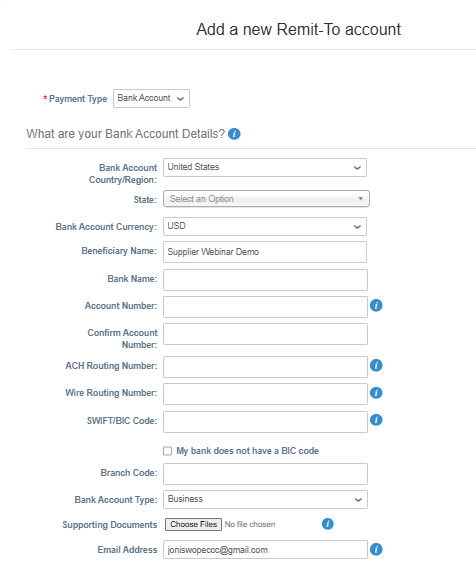 Add a new Remit-To account
* Payment Type Bank Account
What are your Bank Account Details? i
Bank Account Country/Region: United States
State: Select an Option
Bank Account Currency: USD
Beneficiary Name: Supplier Webinar Demo
Bank Name:
Account Number: i
Confirm Account Number:
ACH Routing Number: i
Wire Routing Number: i
SWIFT/BIC Code: i
My bank does not have a BIC code
Branch Code:
Bank Account Type: Business
Supporting Documents Choose Files No file chosen i
Email Address joniswopeccc@gmail.com i